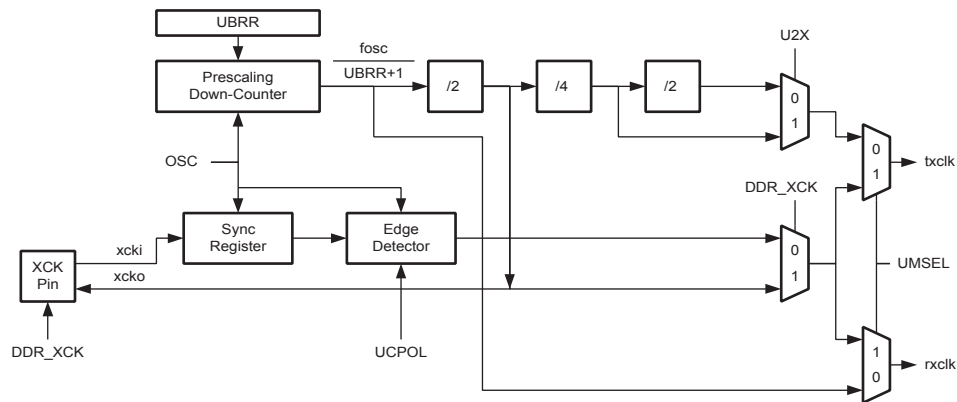 UBRR
fosc
UBRR+1
U2X
Prescaling
Down-Counter
/2
/4
/2
0
1
OSC
0
1
txclk
DDR_XCK
Sync
Register
Edge
Detector
xcki
0
1
XCK
Pin
xcko
UMSEL
DDR_XCK
UCPOL
1
0
rxclk